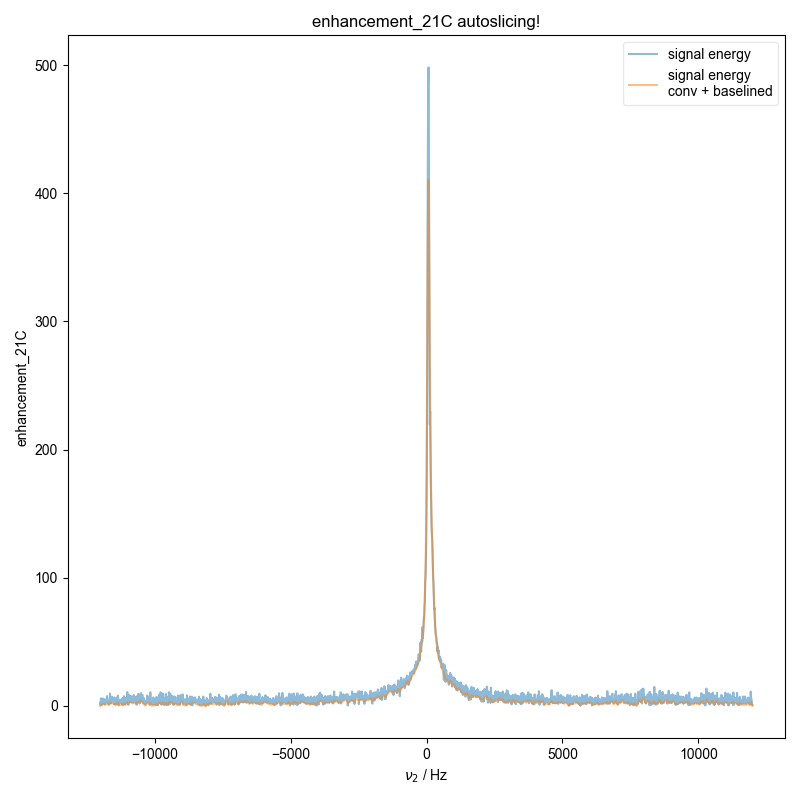 enhancement_21C autoslicing!
signal energy
signal energy
conv + baselined
enhancement_21C
500
400
300
200
100
0
−10000
−5000
0
5000
10000
ν2 / Hz